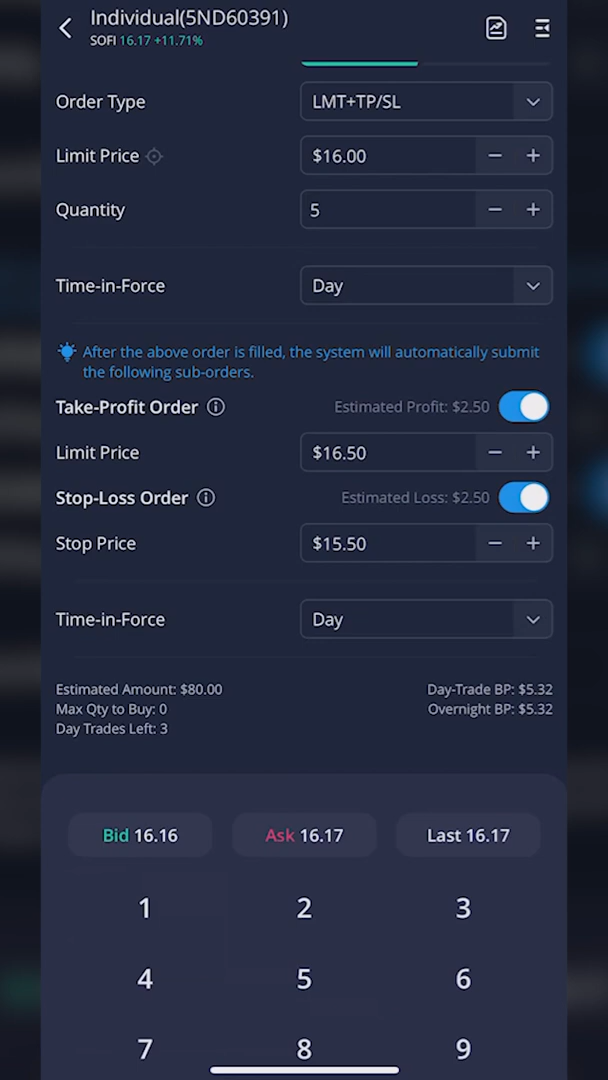 Individual(5ND60391)
SOFI 16.17 +11.71%
Order Type LMT+TP/SL
Limit Price $16.00
Quantity 5
Time-in-Force Day
After the above order is filled, the system will automatically submit
the following sub-orders.
Take-Profit Order Estimated Profit: $2.50
Limit Price $16.50
Stop-Loss Order Estimated Loss: $2.50
Stop Price $15.50
Time-in-Force Day
Estimated Amount: $80.00 Day-Trade BP: $5.32
Max Qty to Buy: 0 Overnight BP: $5.32
Day Trades Left: 3
Bid 16.16 Ask 16.17 Last 16.17
1 2 3
4 5 6
7 8 9